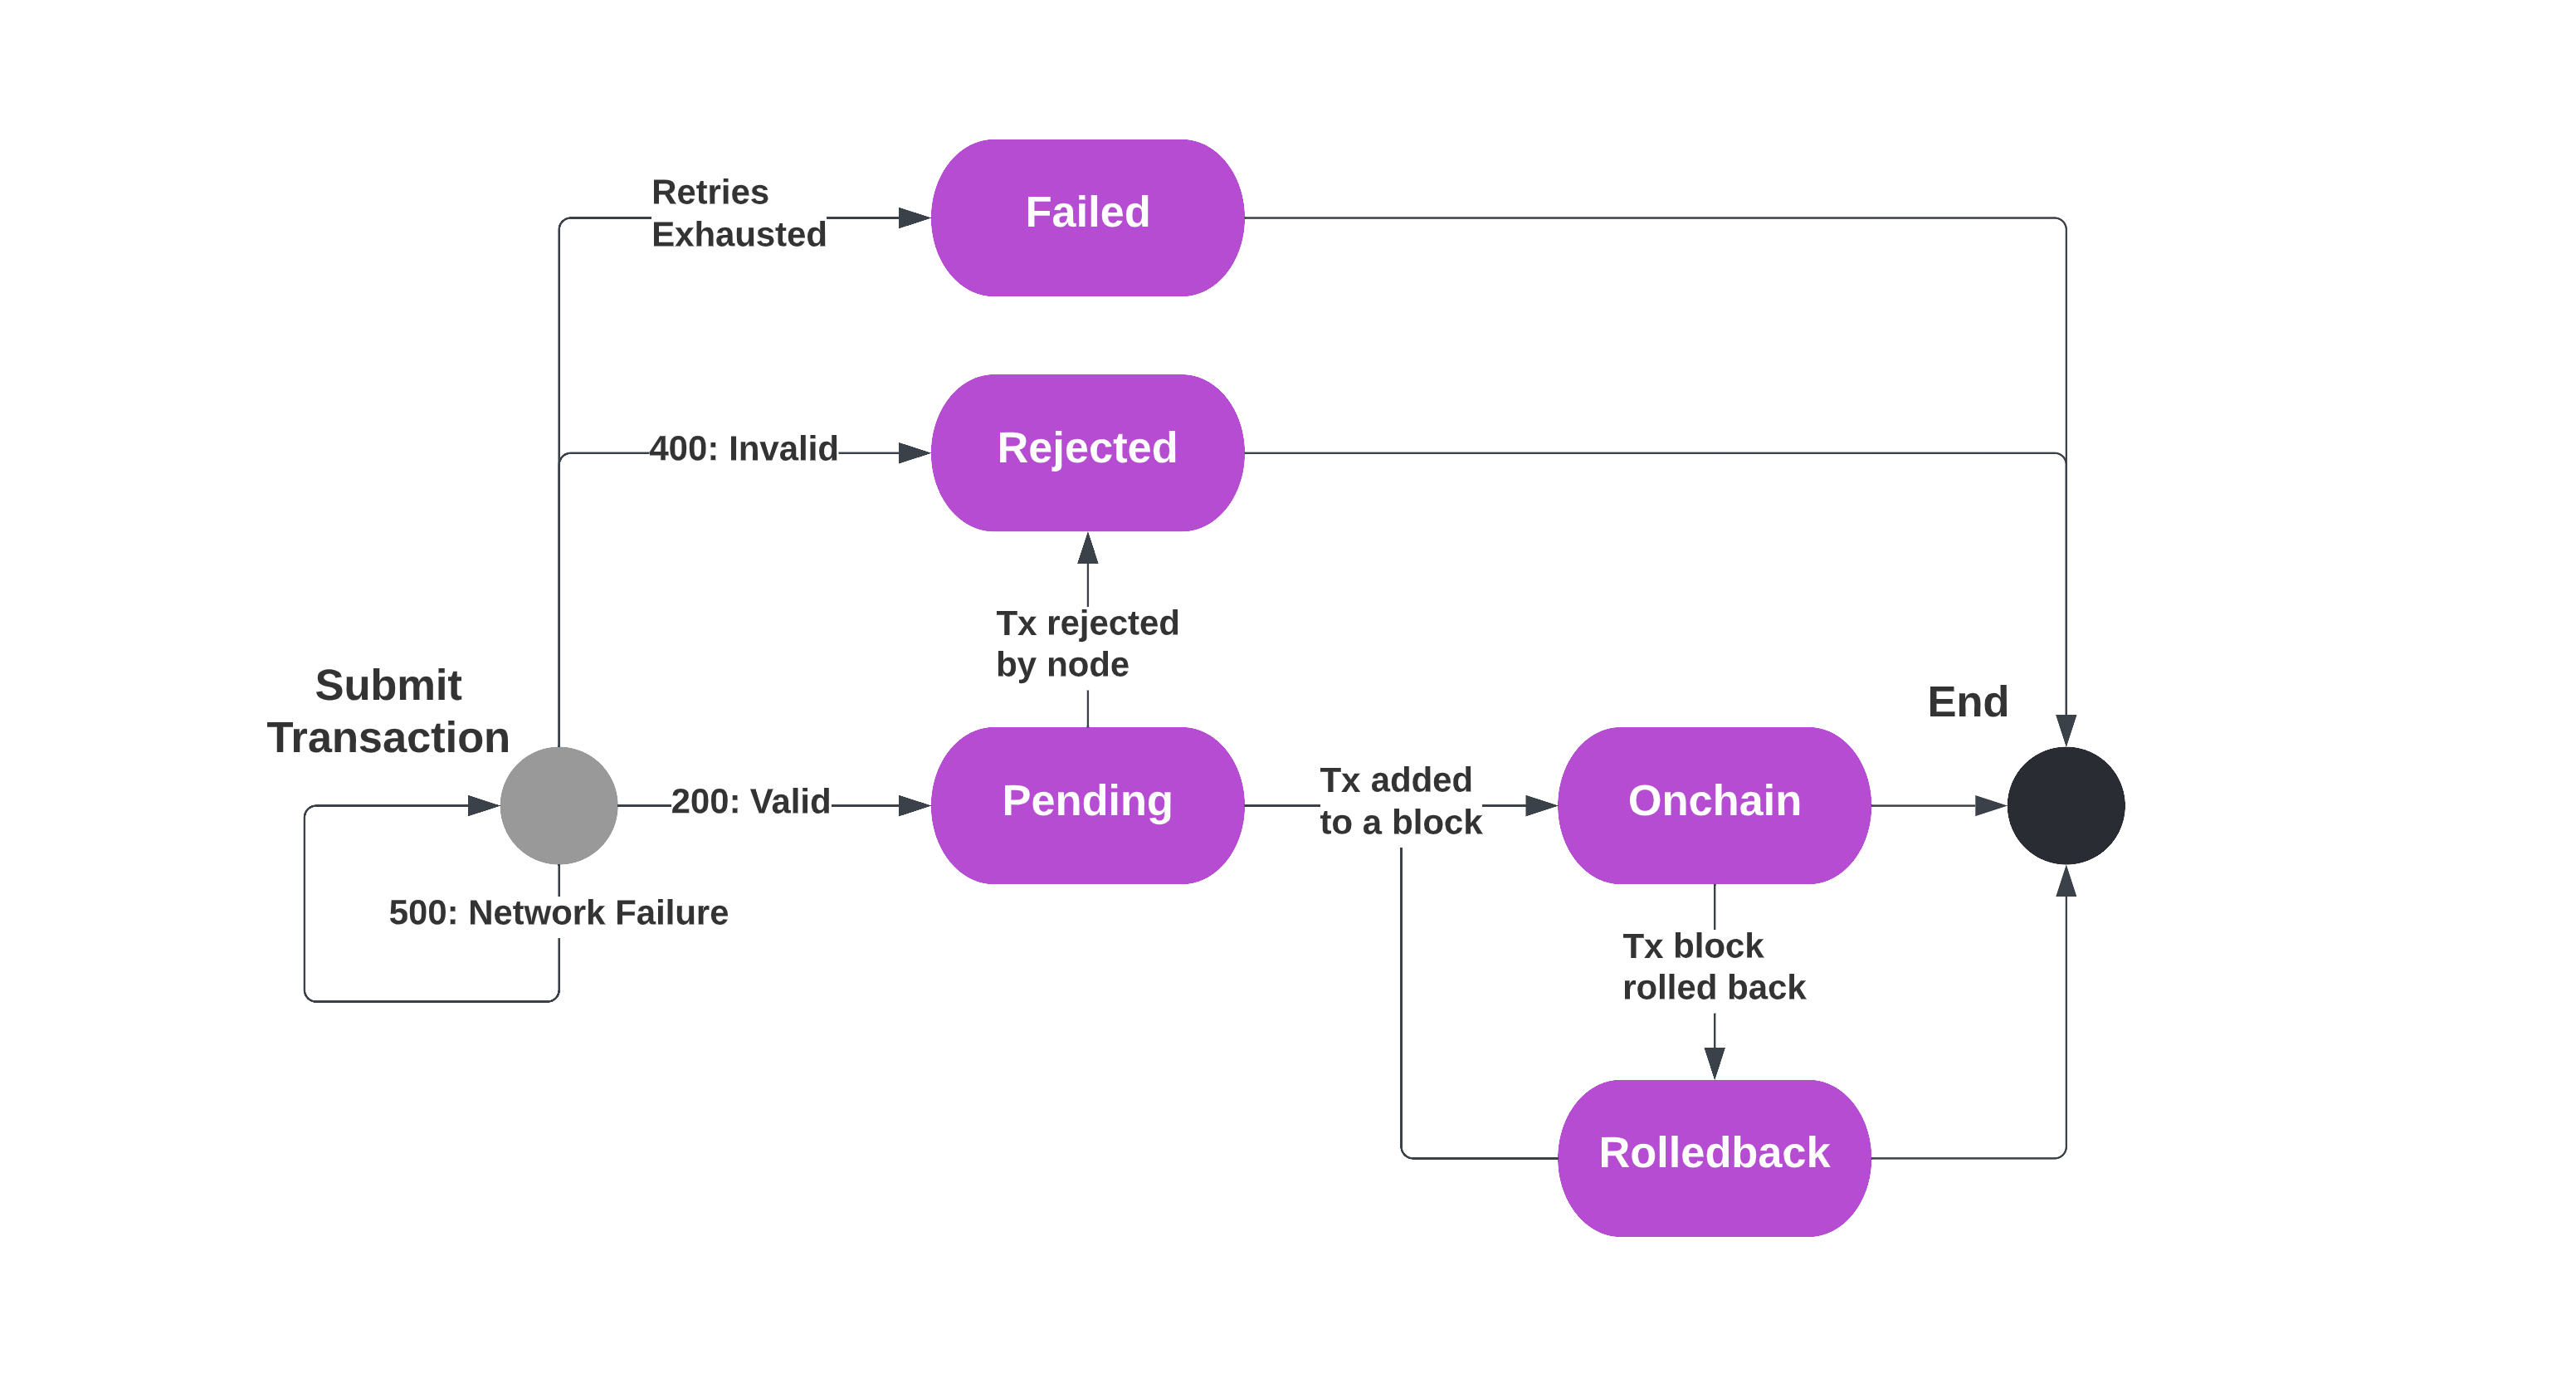 Retries
Exhausted
Failed
400: Invalid
Rejected
Tx rejected
by node
Submit
Transaction
200: Valid
Pending
Tx added
to a block
Onchain
End
500: Network Failure
Tx block
rolled back
Rolledback